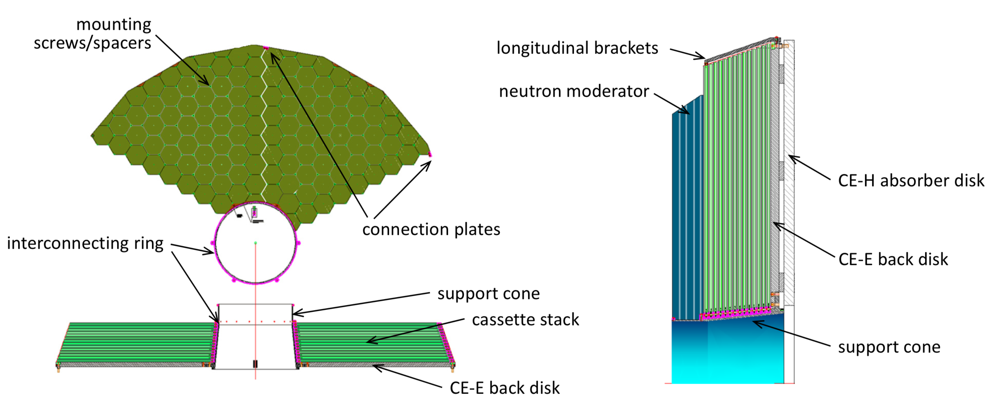 mounting
screws/spacers
connection plates
interconnecting ring
support cone
cassette stack
CE-E back disk
longitudinal brackets
neutron moderator
CE-H absorber disk
CE-E back disk
support cone